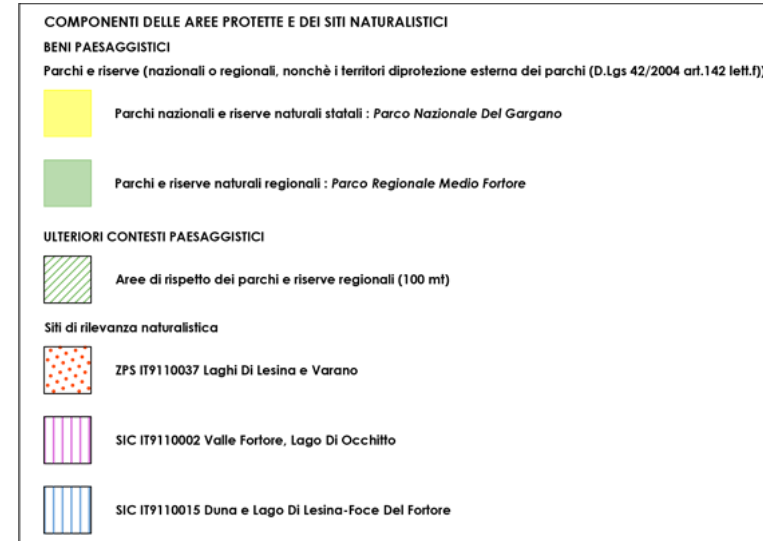 COMPONENTI DELLE AREE PROTETTE E DEI SITI NATURALISTICI
BENI PAESAGGISTICI
Parchi e riserve (nazionali o regionali, nonchè i territori diprotezione esterna dei parchi (D.Lgs 42/2004 art.142 lett.f))
Parchi nazionali e riserve naturali statali : Parco Nazionale Del Gargano
Parchi e riserve naturali regionali : Parco Regionale Medio Fortore
ULTERIORI CONTESTI PAESAGGISTICI
Aree di rispetto dei parchi e riserve regionali (100 mt)
Siti di rilevanza naturalistica
ZPS IT9110037 Laghi Di Lesina e Varano
SIC IT9110002 Valle Fortore, Lago Di Occhitto
SIC IT9110015 Duna e Lago Di Lesina-Foce Del Fortore